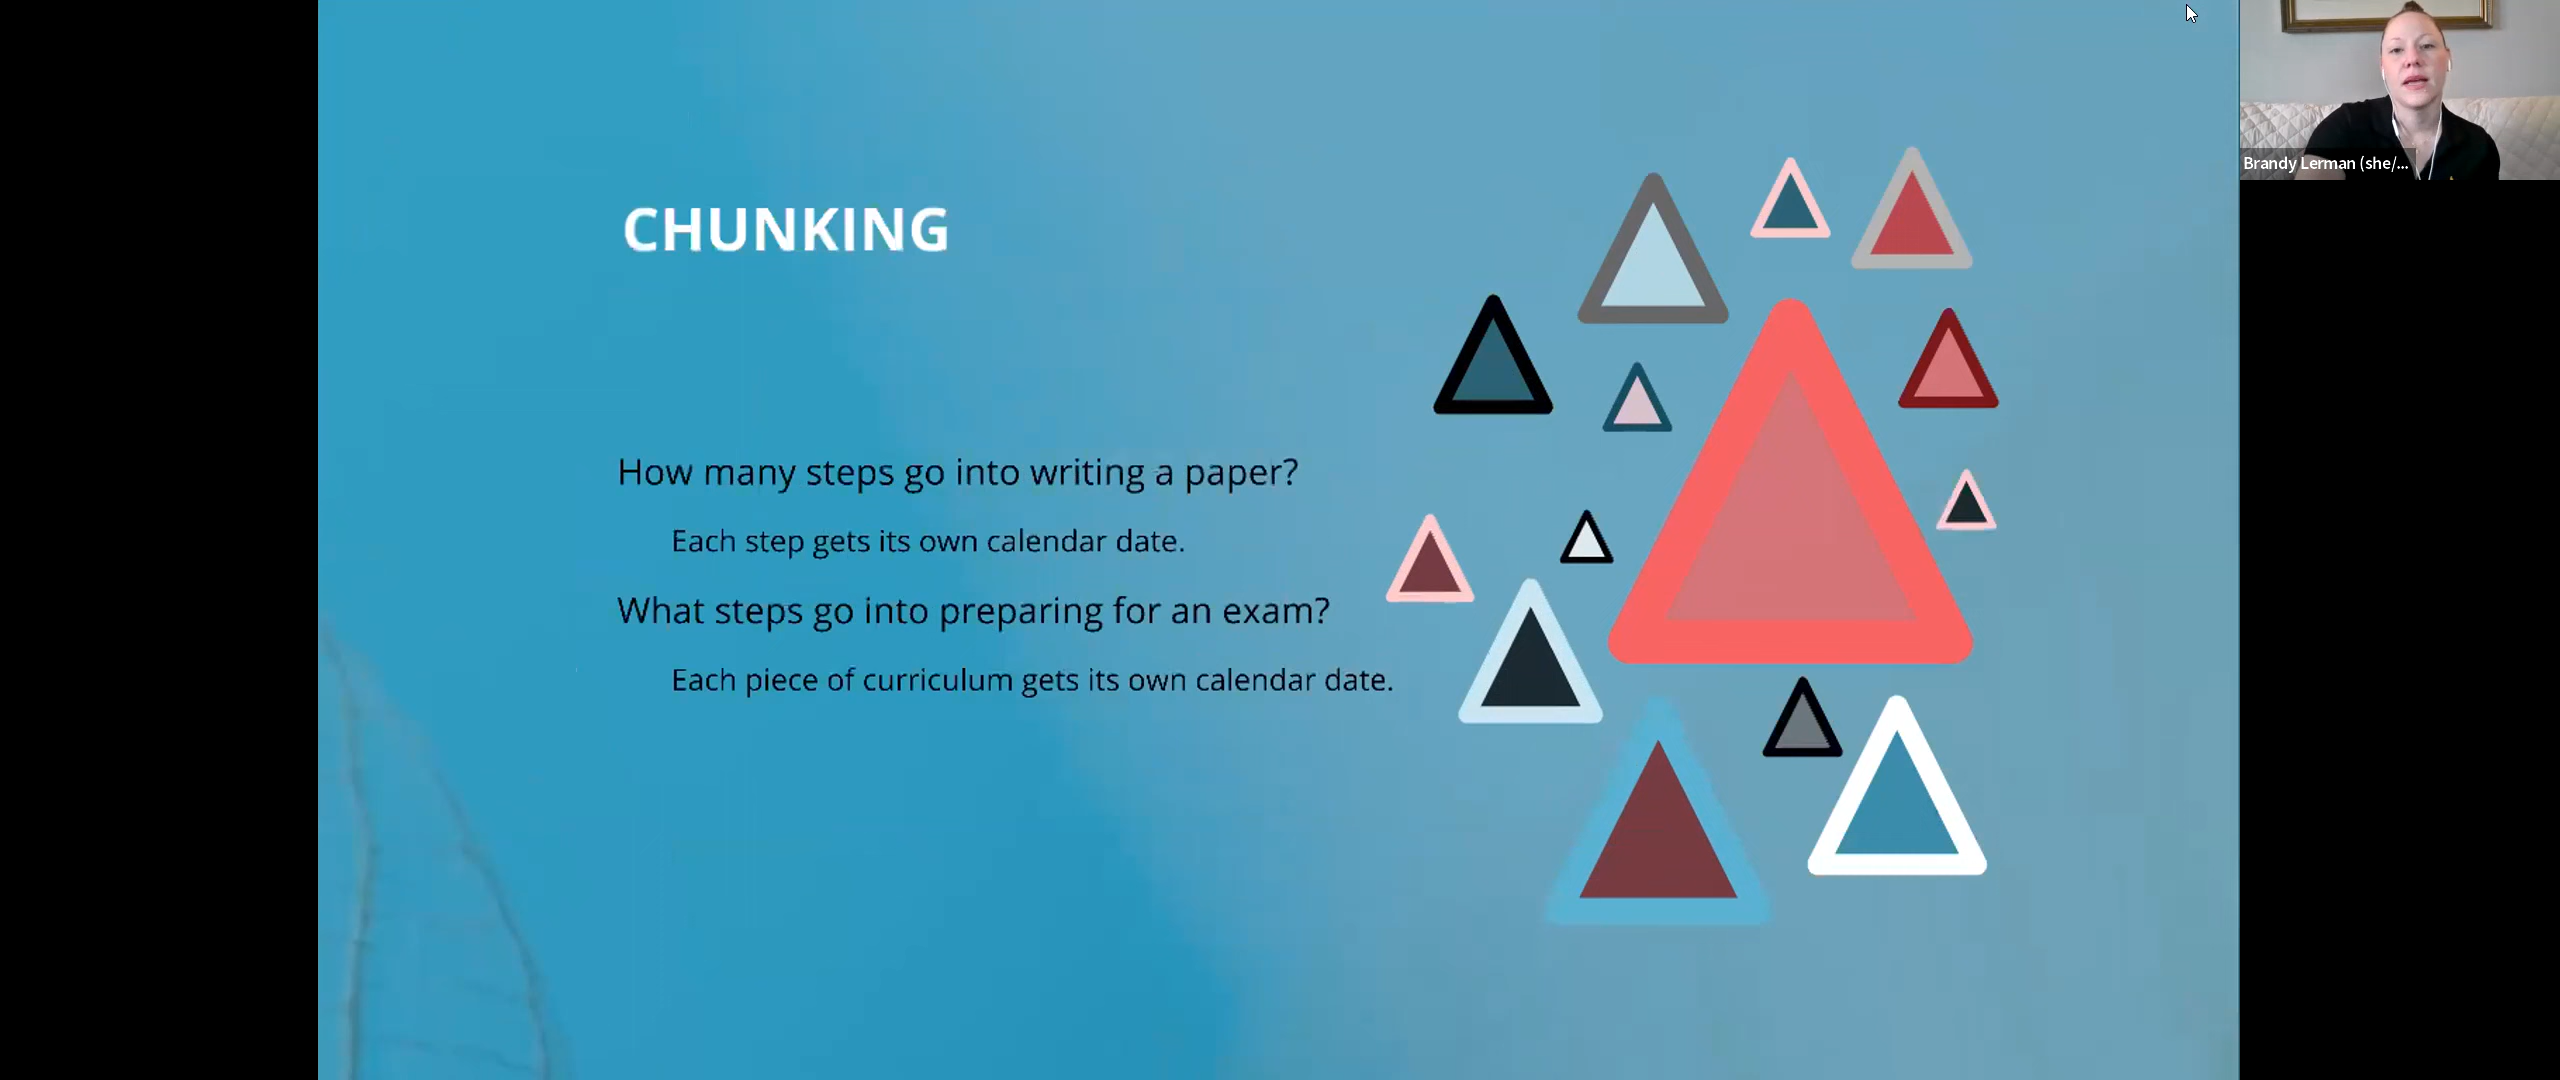 CHUNKING
How many steps go into writing a paper?
Each step gets its own calendar date.
What steps go into preparing for an exam?
Each piece of curriculum gets its own calendar date.
Brandy Lerman (she/...